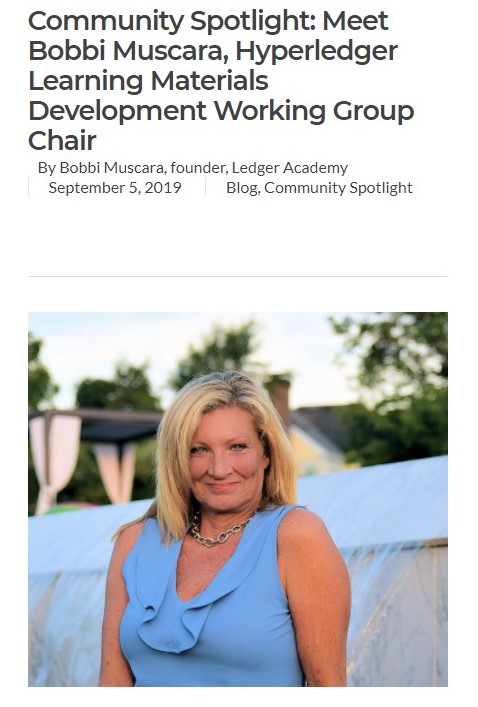 Community Spotlight: Meet
Bobbi Muscara, Hyperledger
Learning Materials
Development Working Group
Chair
By Bobbi Muscara, founder, Ledger Academy
September 5, 2019 Blog, Community Spotlight